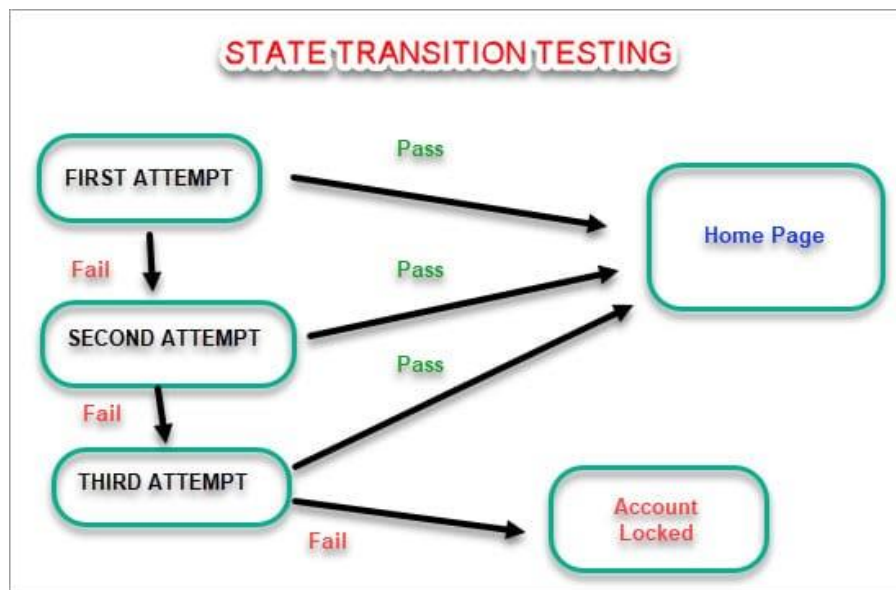 STATE TRANSITION TESTING
Pass
FIRST ATTEMPT
Home Page
Fail
Pass
SECOND ATTEMPT
Pass
Fail
THIRD ATTEMPT
Account
Locked
Fail